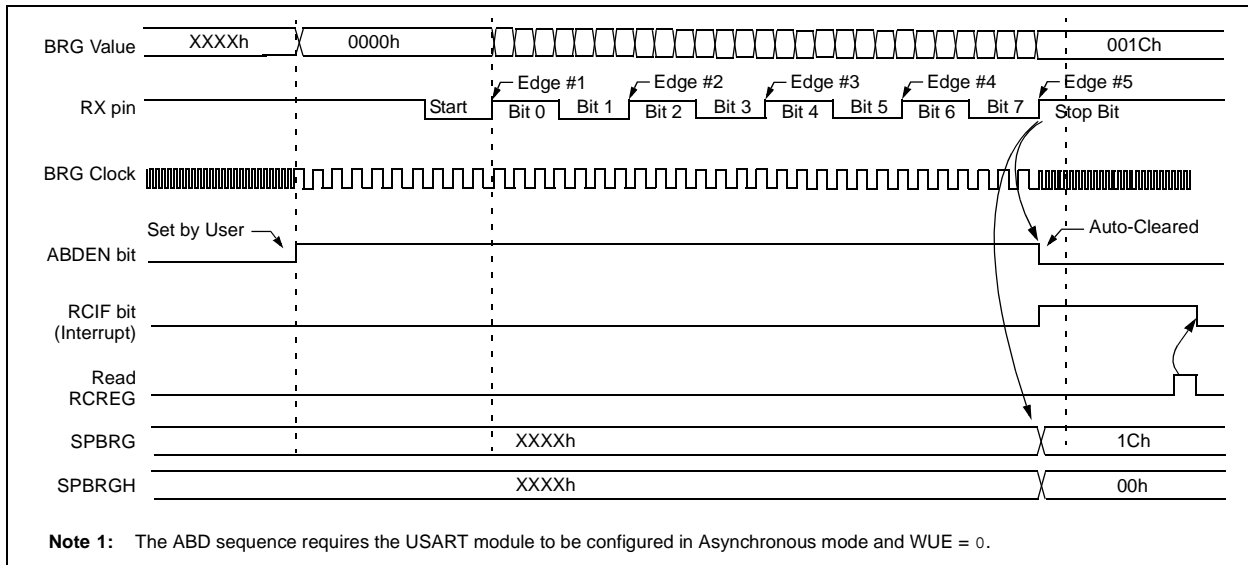 BRG Value XXXXh 0000h 001Ch
Edge #1 Edge #2 Edge #3 Edge #4 Edge #5
RX pin Start Bit 0 Bit 1 Bit 2 Bit 3 Bit 4 Bit 5 Bit 6 Bit 7 Stop Bit
BRG Clock
Set by User Auto-Cleared
ABDEN bit
RCIF bit
(Interrupt)
Read
RCREG
SPBRG XXXXh 1Ch
SPBRGH XXXXh 00h
Note 1: The ABD sequence requires the USART module to be configured in Asynchronous mode and WUE = 0.